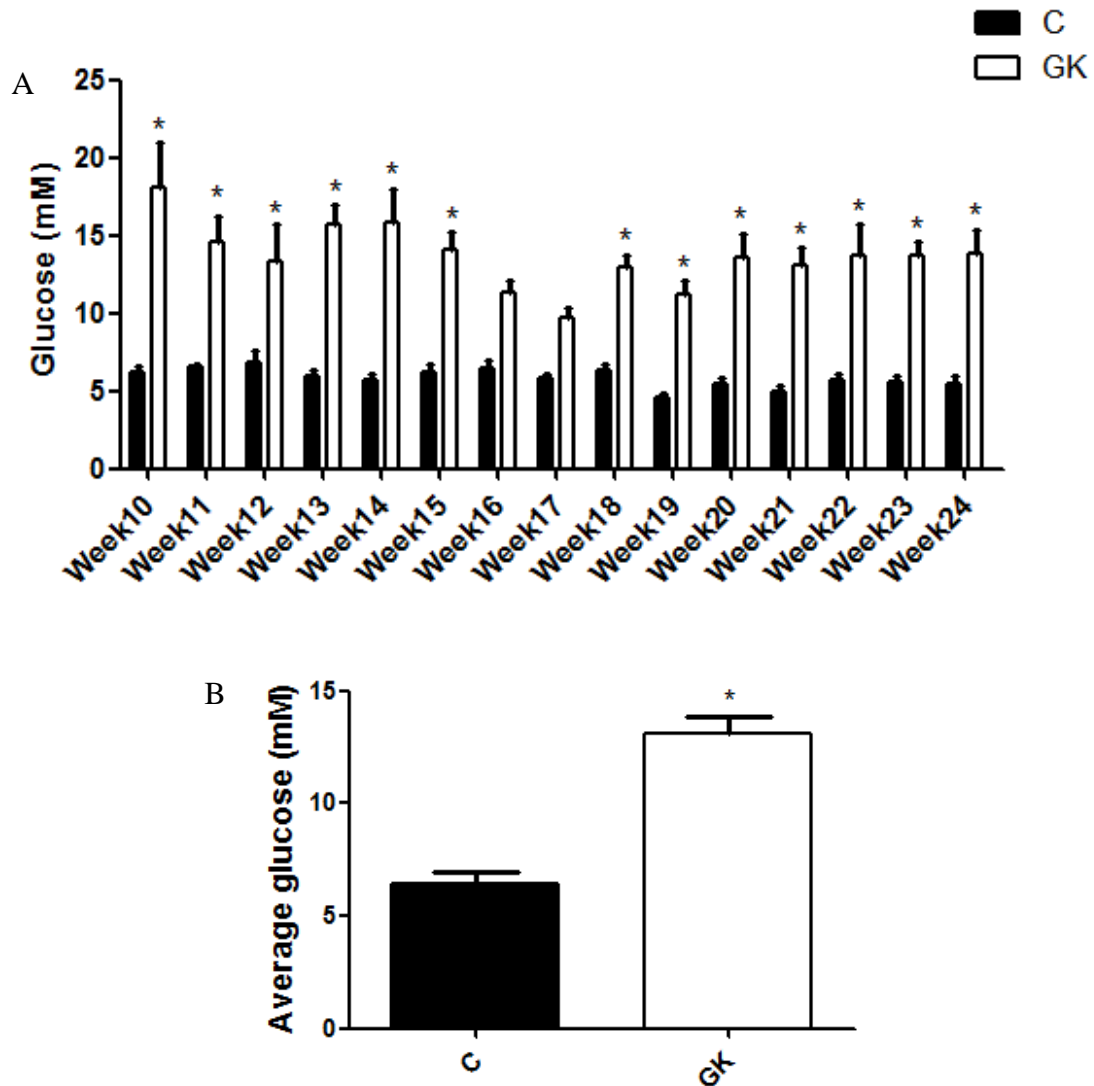 C
GK
A
Glucose (mM)
25
20
15
10
5
0
*
*
*
*
*
*
*
*
*
*
*
*
*
Week10
Week11
Week12
Week13
Week14
Week15
Week16
Week17
Week18
Week19
Week20
Week21
Week22
Week23
Week24
B
Average glucose (mM)
15
10
5
0
*
C
GK